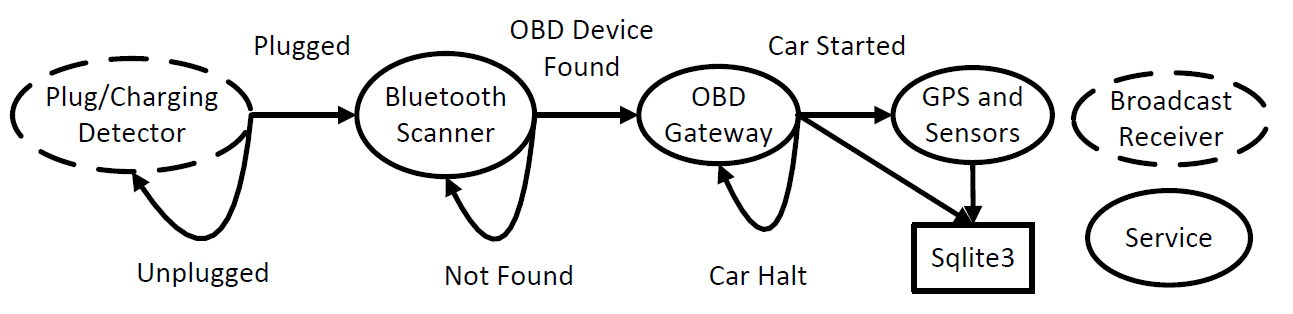 Plugged
OBD Device
Found
Car Started
Plug/Charging
Detector
Bluetooth
Scanner
OBD
Gateway
GPS and
Sensors
Broadcast
Receiver
Unplugged
Not Found
Car Halt
Sqlite3
Service